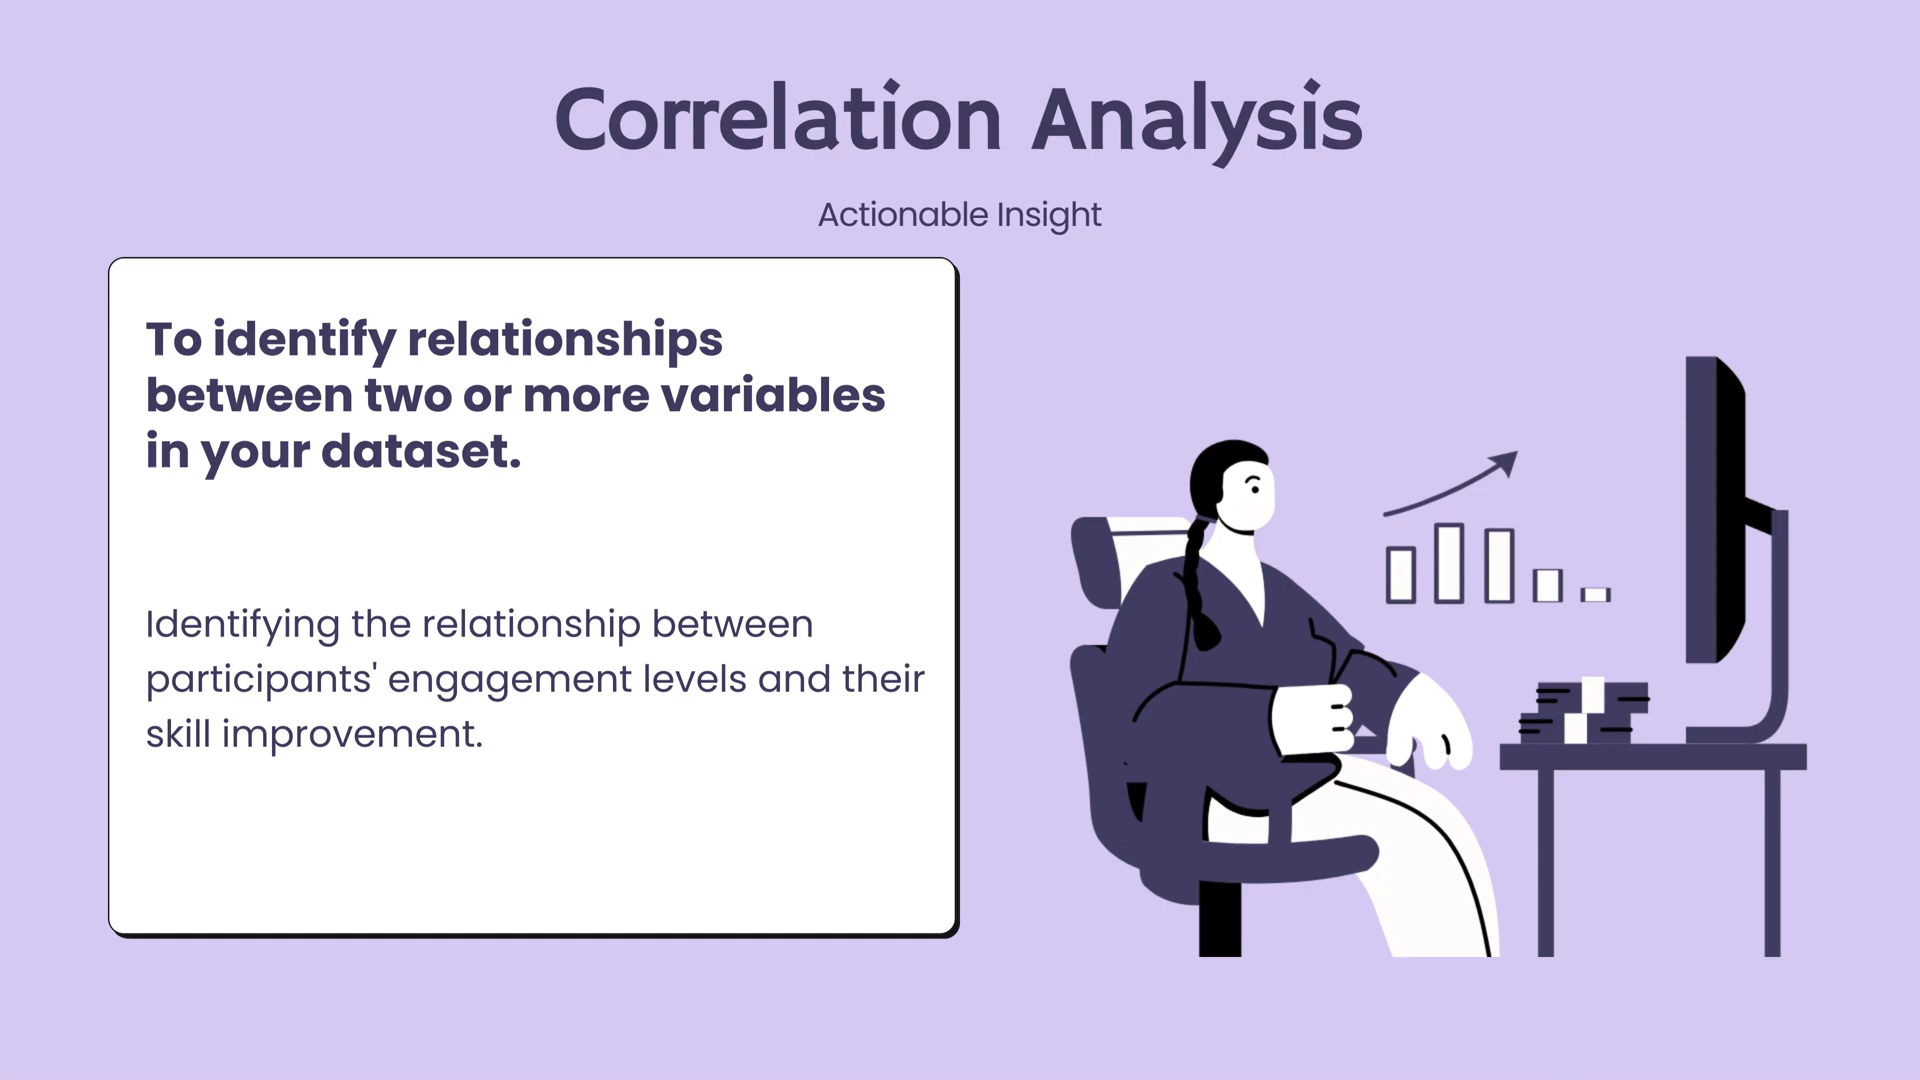 Correlation Analysis
Actionable Insight
To identify relationships
between two or more variables
in your dataset.
Identifying the relationship between
participants' engagement levels and their
skill improvement.